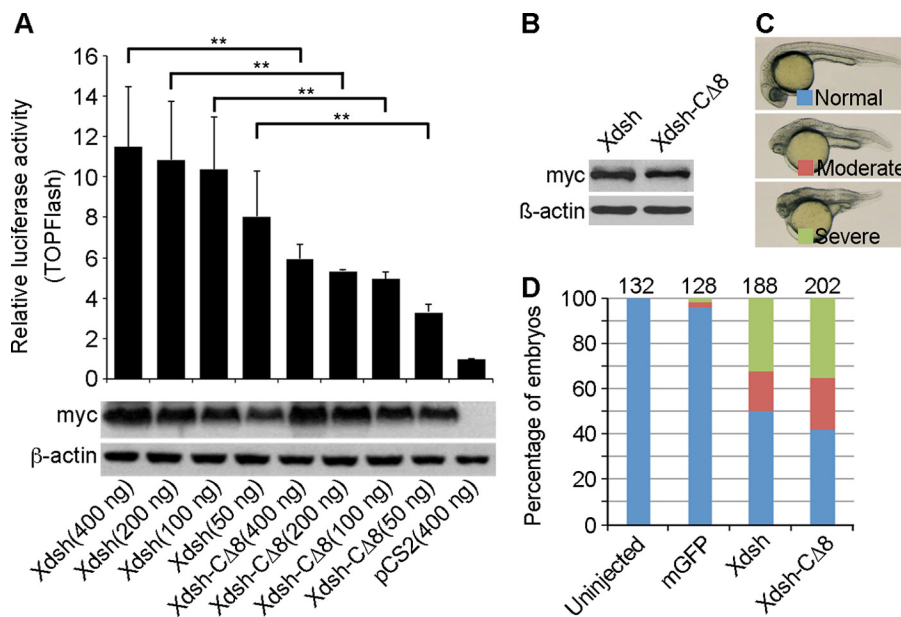 A
Relative luciferase activity
(TOPFlash)
16
14
12
10
8
6
4
2
0
**
**
**
**
myc
β-actin
Xdsh(400 ng)
Xdsh(200 ng)
Xdsh(100 ng)
Xdsh(50 ng)
Xdsh-CΔ8(400 ng)
Xdsh-CΔ8(200 ng)
Xdsh-CΔ8(100 ng)
Xdsh-CΔ8(50 ng)
pCS2(400 ng)
B
Xdsh
Xdsh-CΔ8
myc
ß-actin
C
Normal
Moderate
Severe
D
132 128 188 202
Percentage of embryos
100
80
60
40
20
0
Uninjected
mGFP
Xdsh
Xdsh-CΔ8